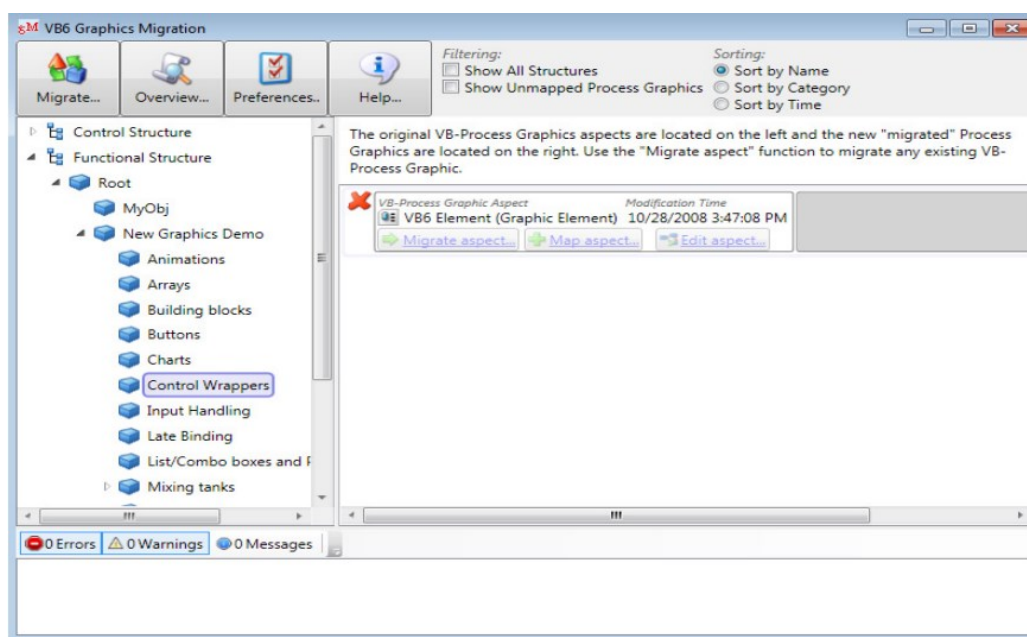 VB6 Graphics Migration
Migrate...
Overview...
Preferences..
Help...
Filtering:
Show All Structures
Show Unmapped Process Graphics
Sorting:
Sort by Name
Sort by Category
Sort by Time
Control Structure
Functional Structure
Root
MyObj
New Graphics Demo
Animations
Arrays
Building blocks
Buttons
Charts
Control Wrappers
Input Handling
Late Binding
List/Combo boxes and
Mixing tanks
The original VB-Process Graphics aspects are located on the left and the new "migrated" Process
Graphics are located on the right. Use the "Migrate aspect" function to migrate any existing VB-
Process Graphic.
VB-Process Graphic Aspect Modification Time
VB6 Element (Graphic Element) 10/28/2008 3:47:08 PM
Migrate aspect... Map aspect... Edit aspect...
0 Errors 0 Warnings 0 Messages